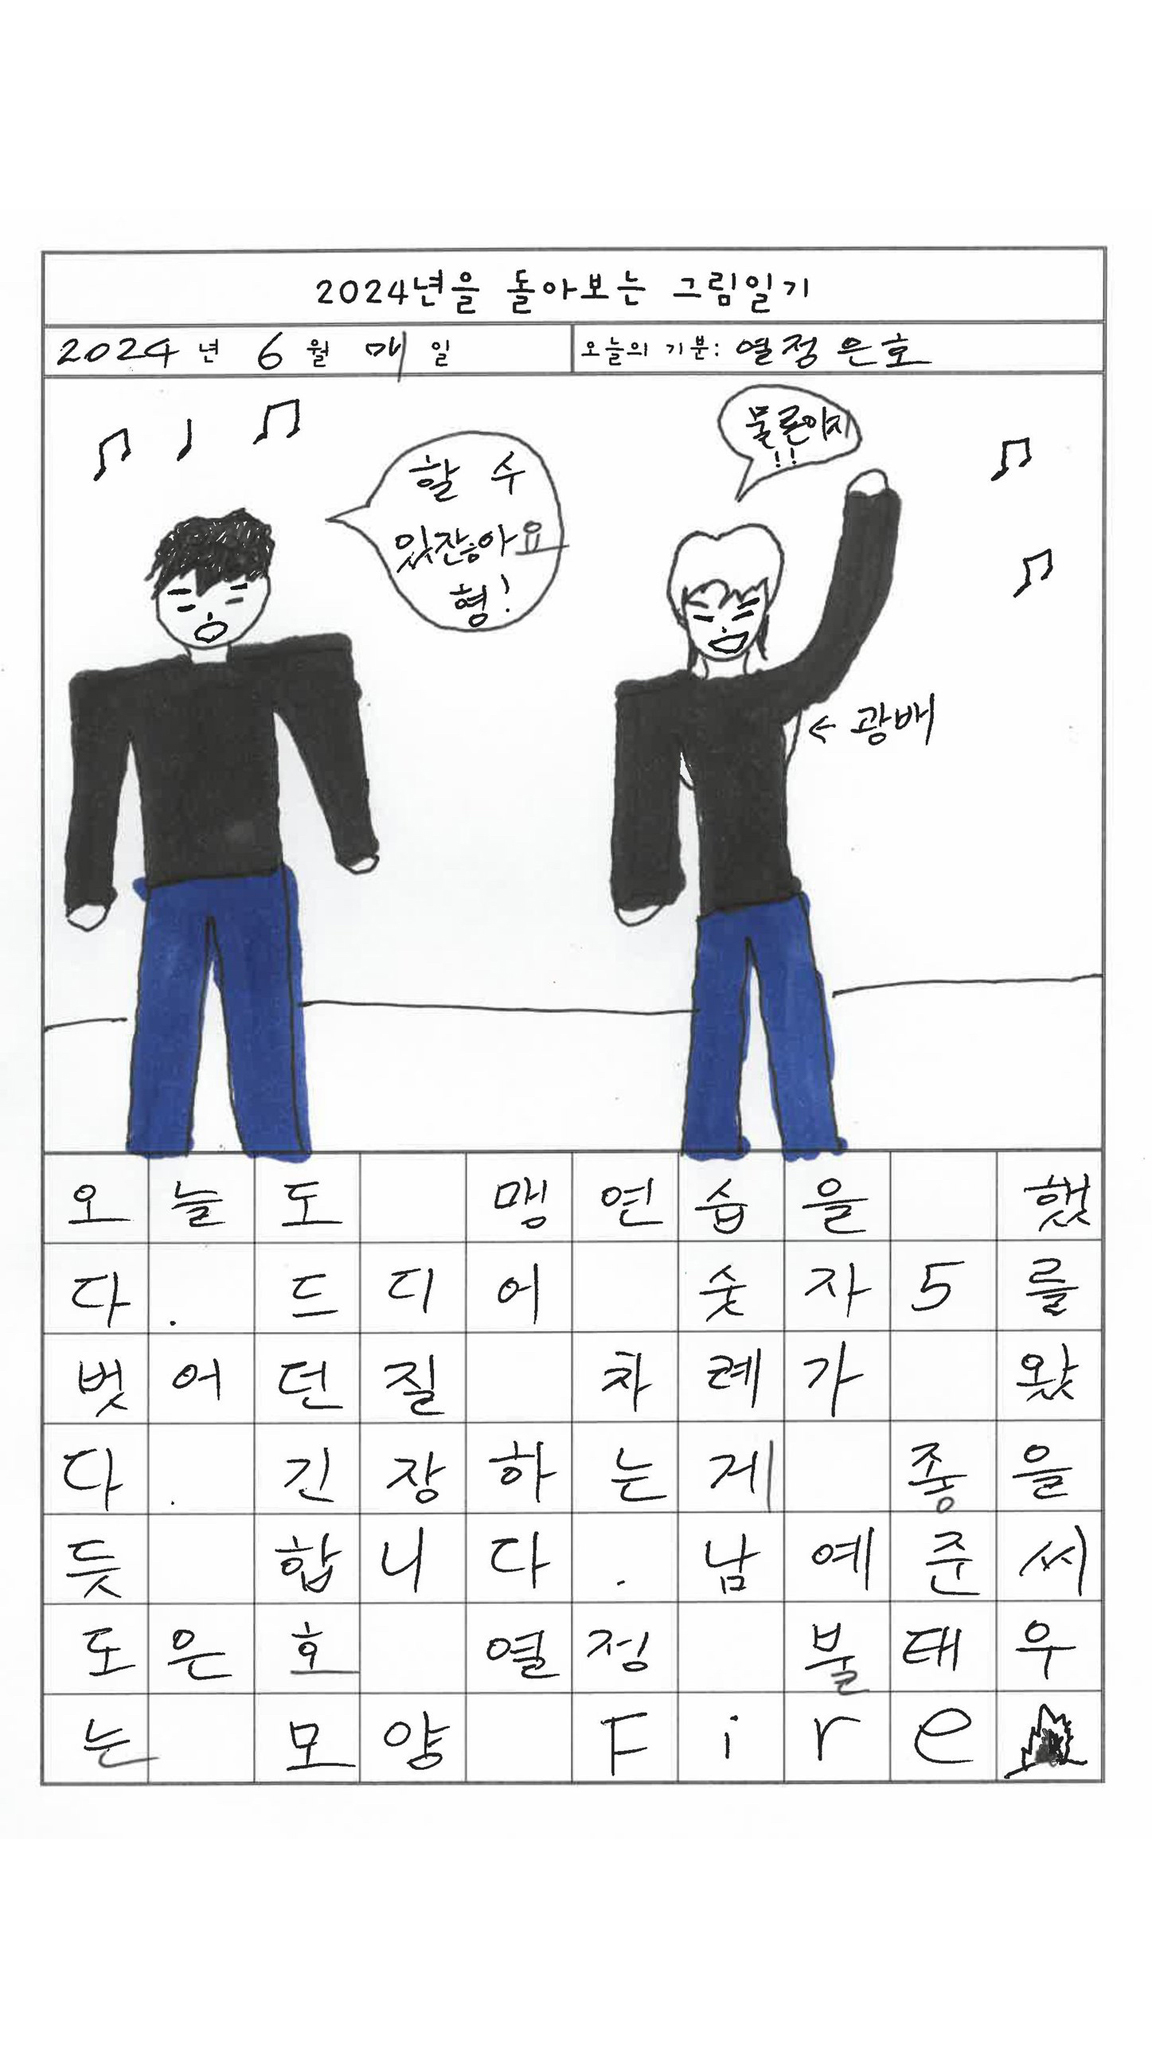 2024년을 돌아보는 그림일기
2024년 6월 매일
오늘의 기분: 열정 은호
할 수
있잖아요
형!
물론이지
!!
← 광배
오늘도 맹연습을 했
다. 드디어 숫자5를
벗어던질 차례가 왔
다. 긴장하는게 좋을
듯 합니다. 남예준씨
도은호 열정 불태우
는 모양 Fire